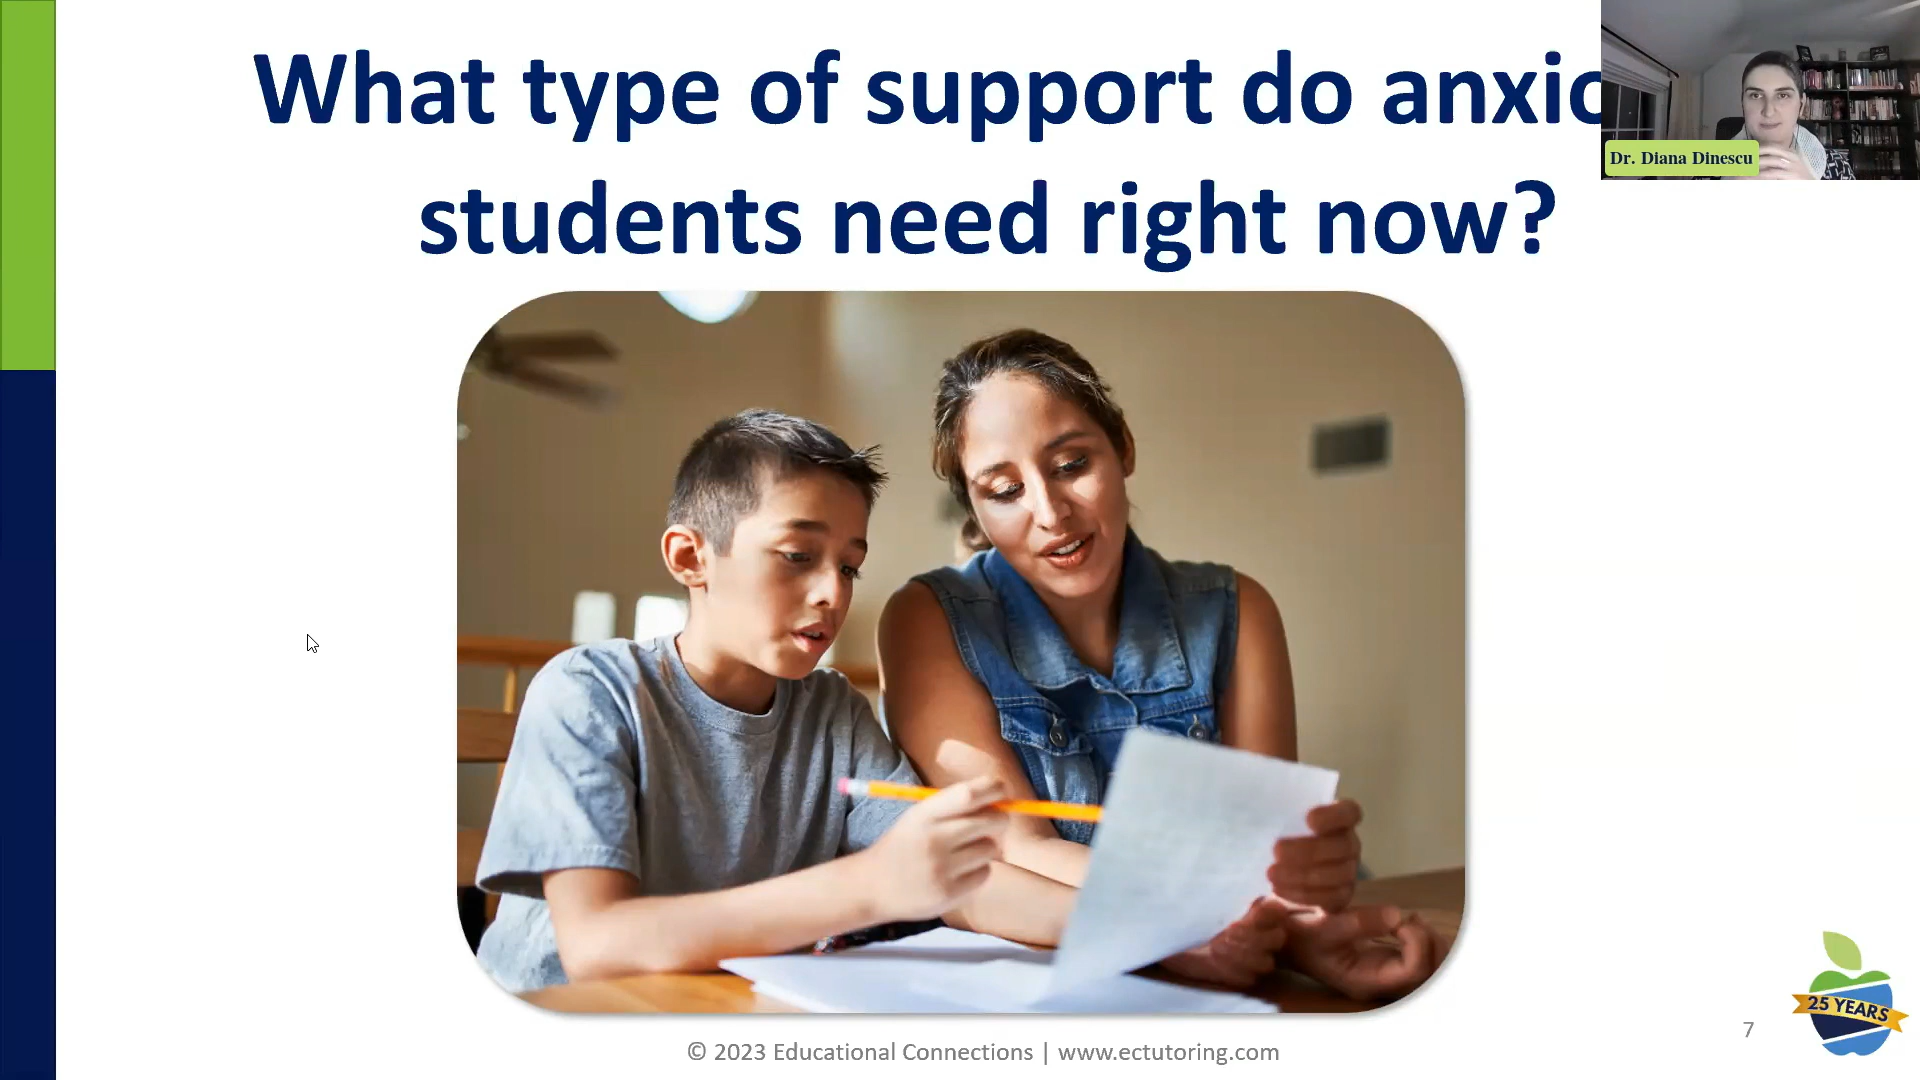 What type of support do anxio
students need right now?
Dr. Diana Dinescu
25 YEARS
7
© 2023 Educational Connections | www.ectutoring.com